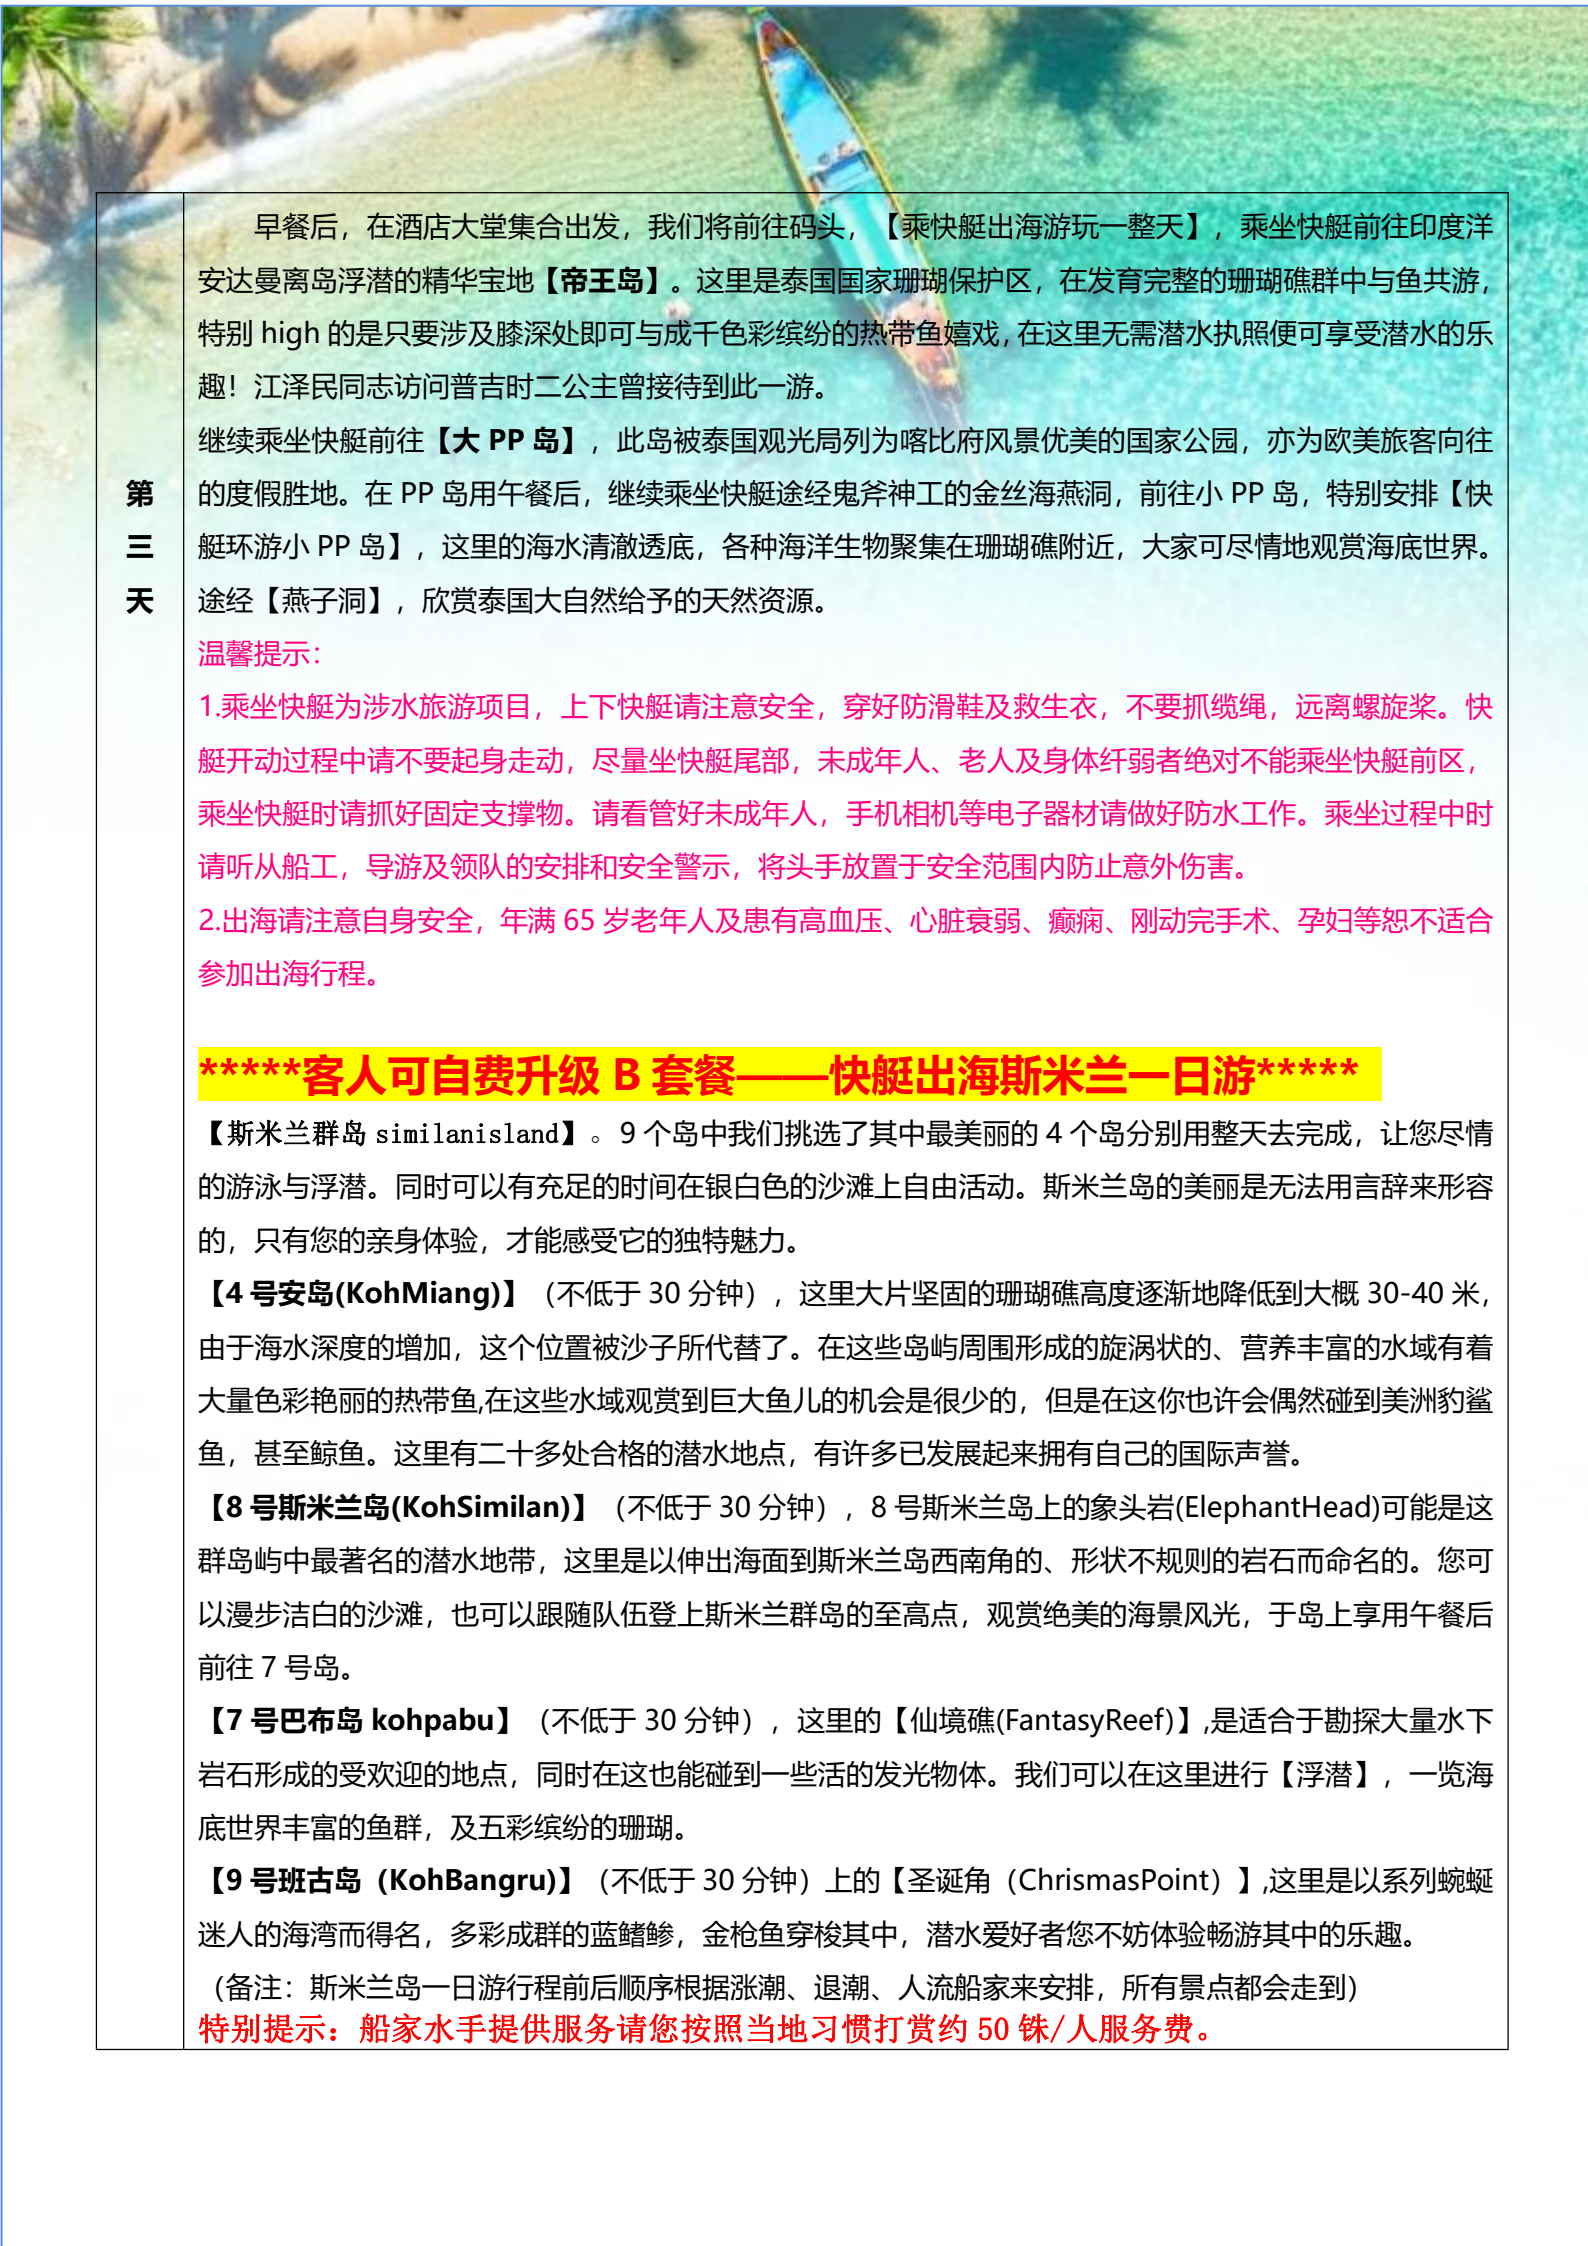 早餐后，在酒店大堂集合出发，我们将前往码头，【乘快艇出海游玩一整天】，乘坐快艇前往印度洋
安达曼离岛浮潜的精华宝地【帝王岛】。这里是泰国国家珊瑚保护区，在发育完整的珊瑚礁群中与鱼共游，
特别 high 的是只要涉及膝深处即可与成千色彩缤纷的热带鱼嬉戏，在这里无需潜水执照便可享受潜水的乐
趣！江泽民同志访问普吉时二公主曾接待到此一游。
继续乘坐快艇前往【大 PP 岛】，此岛被泰国观光局列为喀比府风景优美的国家公园，亦为欧美旅客向往
第
的度假胜地。在 PP 岛用午餐后，继续乘坐快艇途经鬼斧神工的金丝海燕洞，前往小 PP 岛，特别安排【快
三
艇环游小 PP 岛】，这里的海水清澈透底，各种海洋生物聚集在珊瑚礁附近，大家可尽情地观赏海底世界。
天
途经【燕子洞】，欣赏泰国大自然给予的天然资源。
温馨提示：
1.乘坐快艇为涉水旅游项目，上下快艇请注意安全，穿好防滑鞋及救生衣，不要抓缆绳，远离螺旋桨。快
艇开动过程中请不要起身走动，尽量坐快艇尾部，未成年人、老人及身体纤弱者绝对不能乘坐快艇前区，
乘坐快艇时请抓好固定支撑物。请看管好未成年人，手机相机等电子器材请做好防水工作。乘坐过程中时
请听从船工，导游及领队的安排和安全警示，将头手放置于安全范围内防止意外伤害。
2.出海请注意自身安全，年满 65 岁老年人及患有高血压、心脏衰弱、癫痫、刚动完手术、孕妇等恕不适合
参加出海行程。
*****客人可自费升级 B 套餐——快艇出海斯米兰一日游*****
【斯米兰群岛 similanisland】。9 个岛中我们挑选了其中最美丽的 4 个岛分别用整天去完成，让您尽情
的游泳与浮潜。同时可以有充足的时间在银白色的沙滩上自由活动。斯米兰岛的美丽是无法用言辞来形容
的，只有您的亲身体验，才能感受它的独特魅力。
【4 号安岛(KohMiang)】（不低于 30 分钟），这里大片坚固的珊瑚礁高度逐渐地降低到大概 30-40 米，
由于海水深度的增加，这个位置被沙子所代替了。在这些岛屿周围形成的旋涡状的、营养丰富的水域有着
大量色彩艳丽的热带鱼,在这些水域观赏到巨大鱼儿的机会是很少的，但是在这你也许会偶然碰到美洲豹鲨
鱼，甚至鲸鱼。这里有二十多处合格的潜水地点，有许多已发展起来拥有自己的国际声誉。
【8 号斯米兰岛(KohSimilan)】（不低于 30 分钟），8 号斯米兰岛上的象头岩(ElephantHead)可能是这
群岛屿中最著名的潜水地带，这里是以伸出海面到斯米兰岛西南角的、形状不规则的岩石而命名的。您可
以漫步洁白的沙滩，也可以跟随队伍登上斯米兰群岛的至高点，观赏绝美的海景风光，于岛上享用午餐后
前往 7 号岛。
【7 号巴布岛 kohpabu】（不低于 30 分钟），这里的【仙境礁(FantasyReef)】,是适合于勘探大量水下
岩石形成的受欢迎的地点，同时在这也能碰到一些活的发光物体。我们可以在这里进行【浮潜】，一览海
底世界丰富的鱼群，及五彩缤纷的珊瑚。
【9 号班古岛（KohBangru)】（不低于 30 分钟）上的【圣诞角（ChrismasPoint）】,这里是以系列蜿蜒
迷人的海湾而得名，多彩成群的蓝鳍鲹，金枪鱼穿梭其中，潜水爱好者您不妨体验畅游其中的乐趣。
（备注：斯米兰岛一日游行程前后顺序根据涨潮、退潮、人流船家来安排，所有景点都会走到）
特别提示：船家水手提供服务请您按照当地习惯打赏约 50 铢/人服务费。